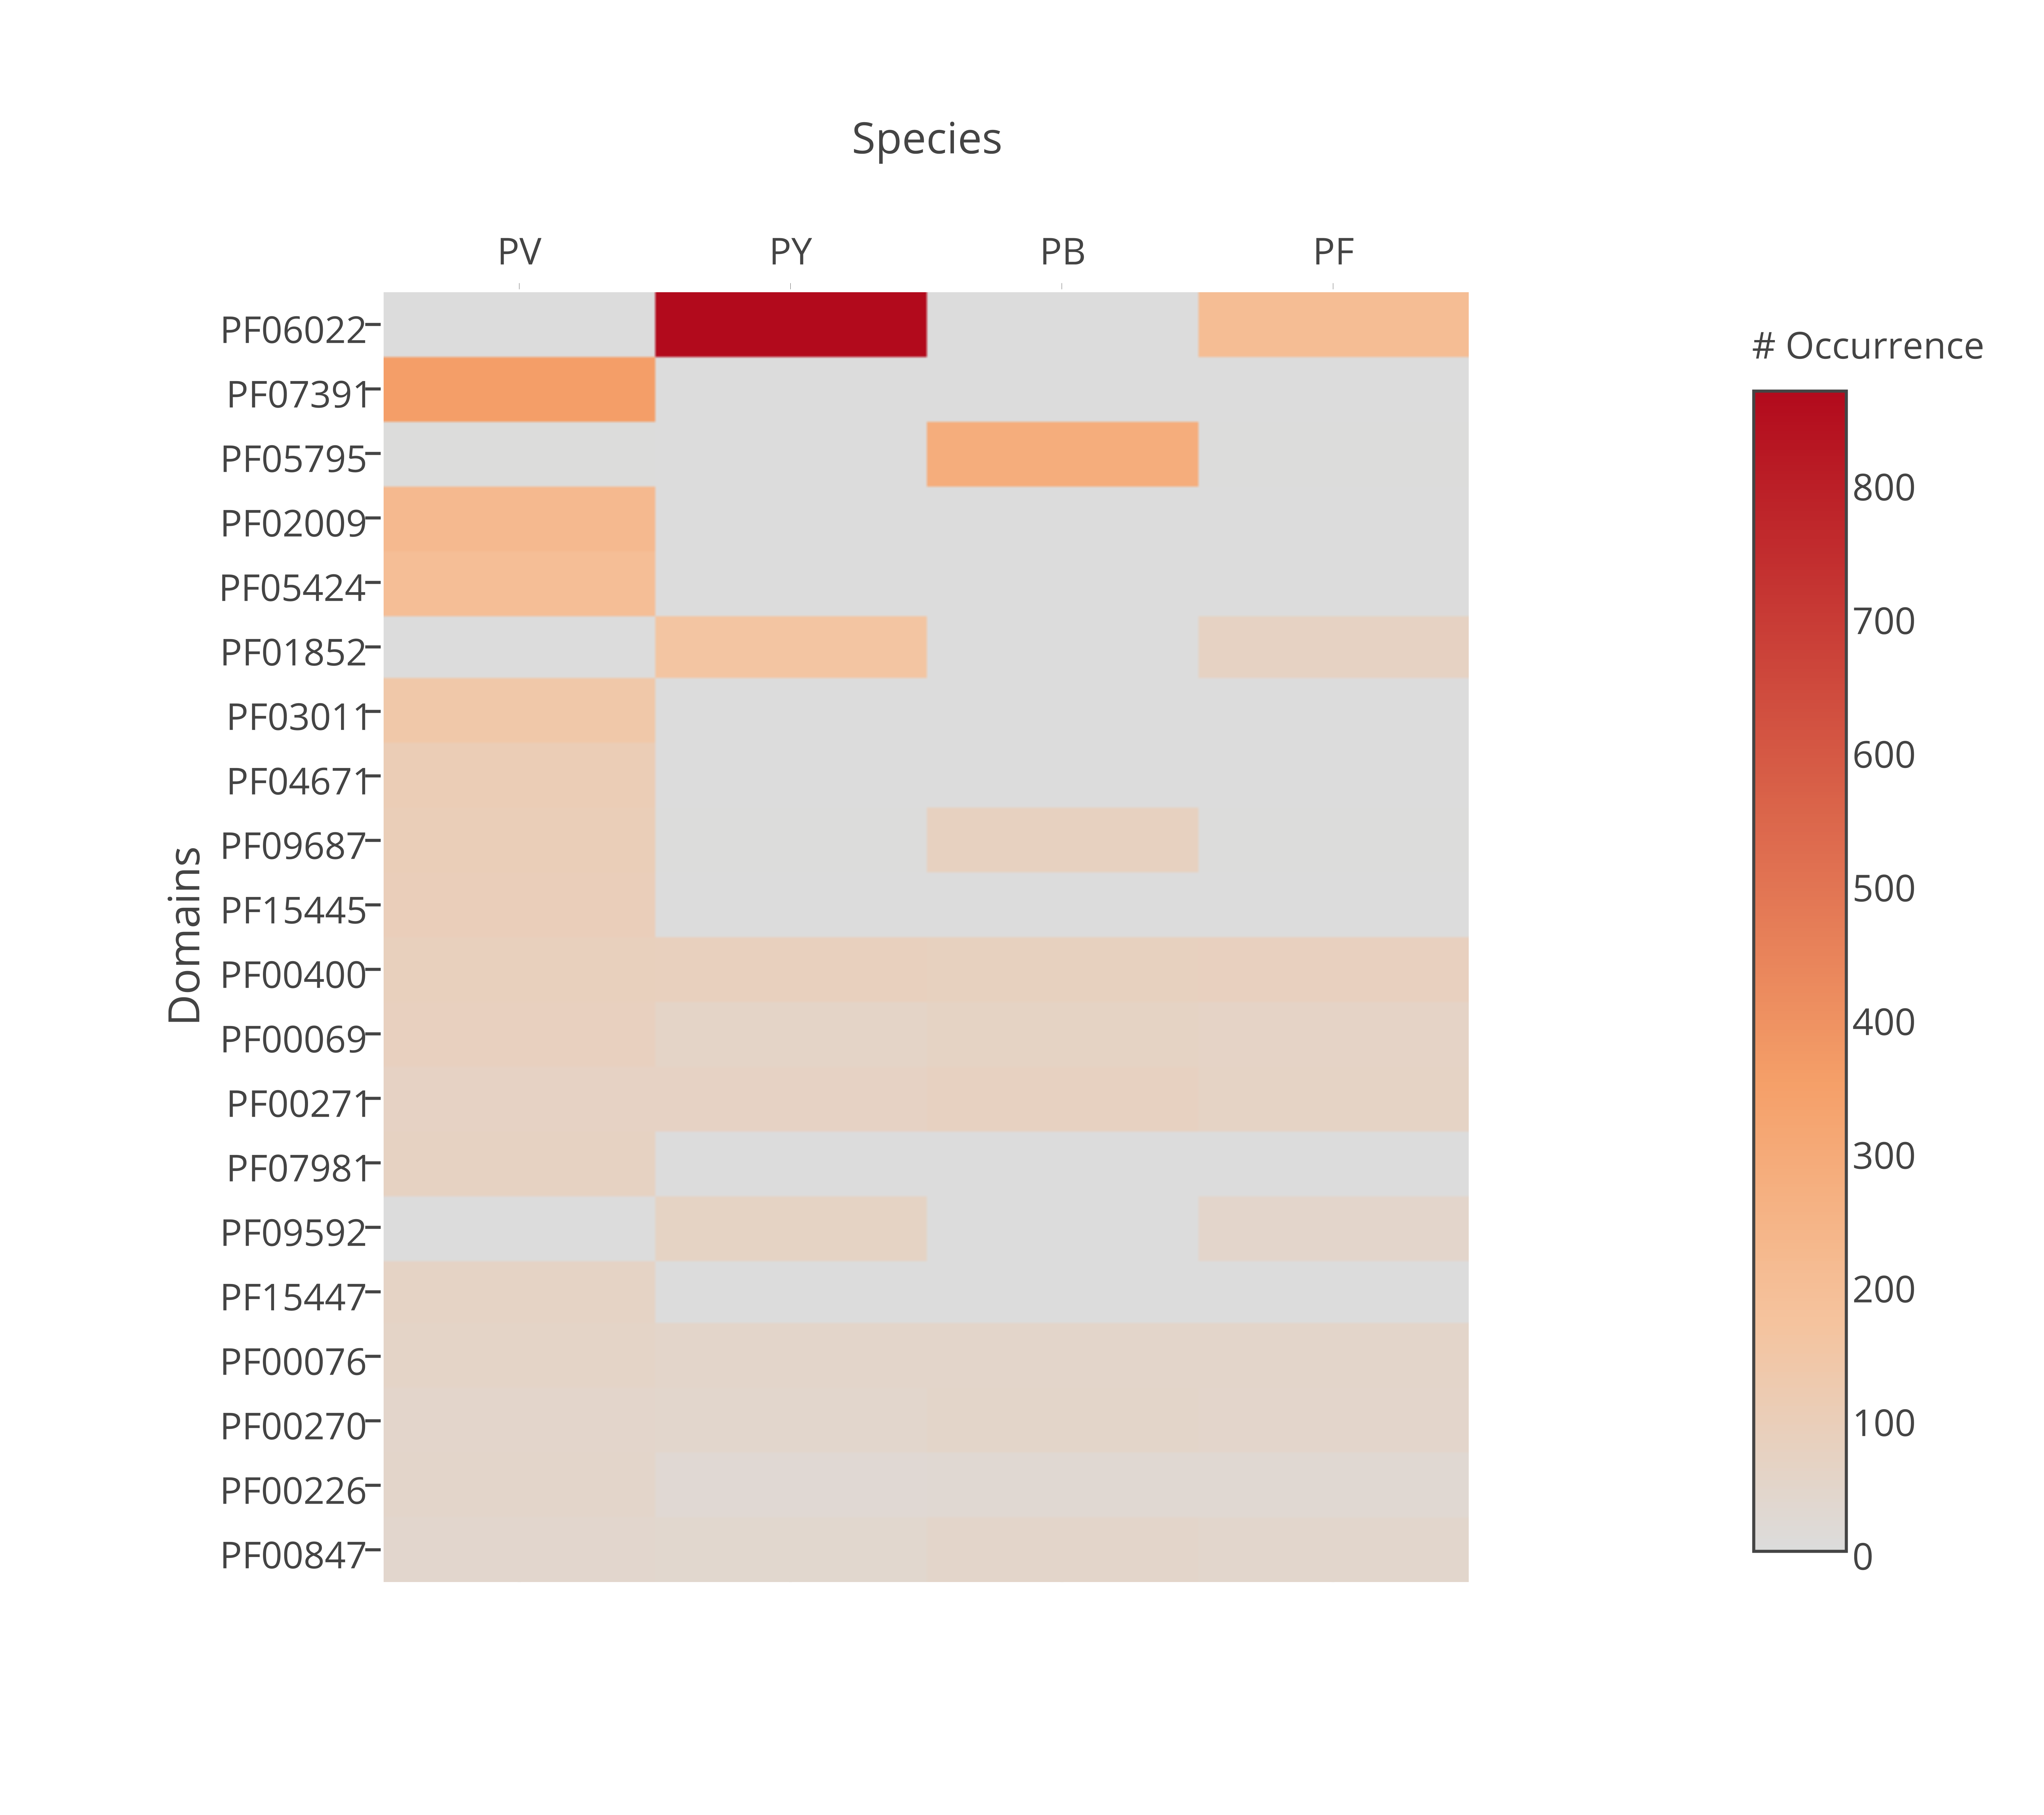 Species
PV PY PB PF
# Occurrence
Domains
PF06022
PF07391
PF05795
PF02009
PF05424
PF01852
PF03011
PF04671
PF09687
PF15445
PF00400
PF00069
PF00271
PF07981
PF09592
PF15447
PF00076
PF00270
PF00226
PF00847
800
700
600
500
400
300
200
100
0